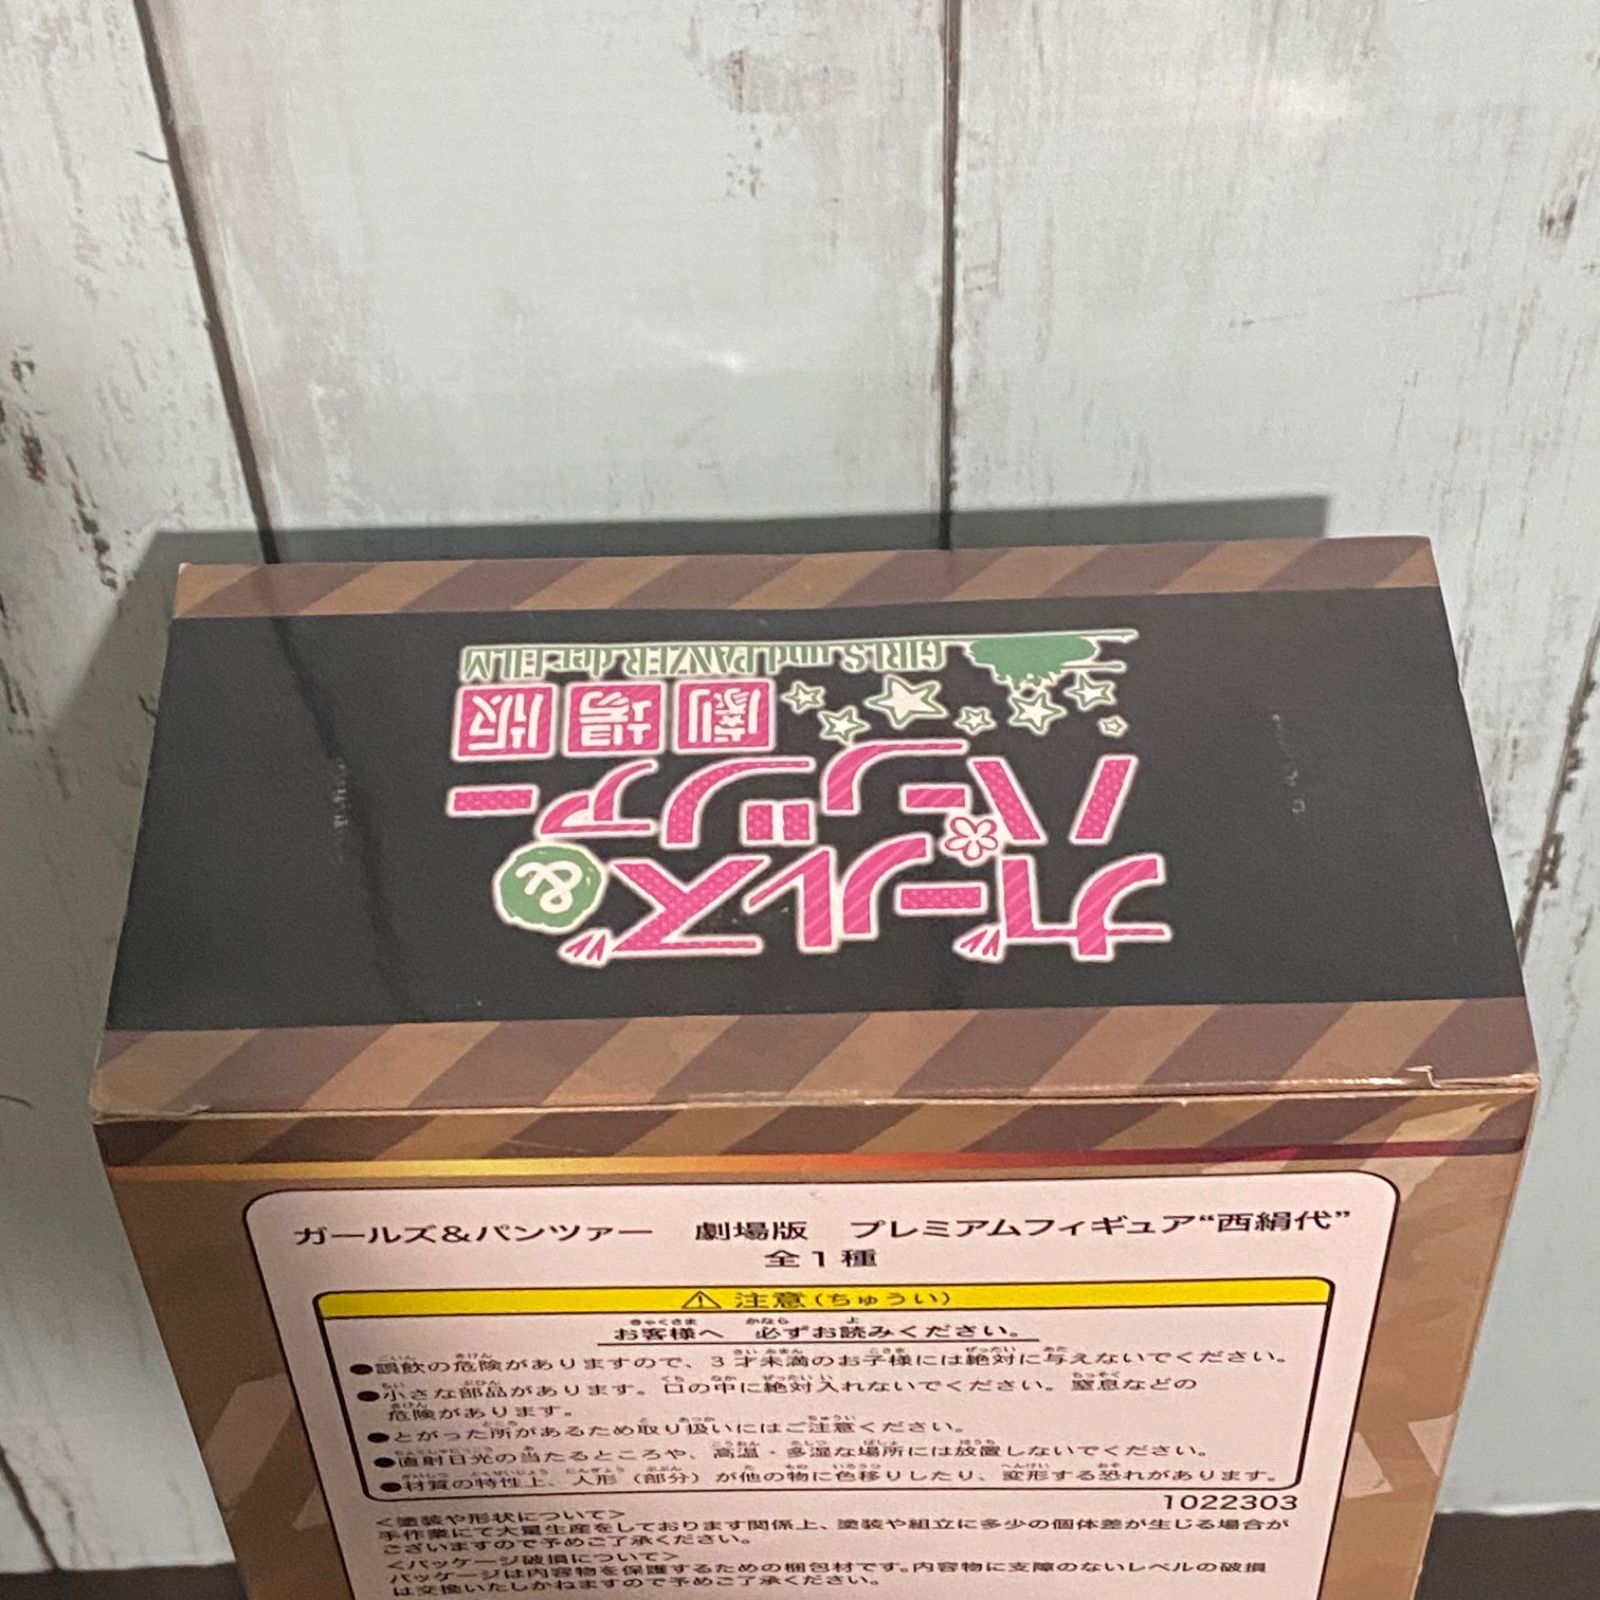 ガールズ&
パンツァー
劇場版
GIRLS und PANZER der FILM
ガールズ&パンツァー 劇場版 プレミアムフィギュア“西絹代”
全1種
⚠ 注意(ちゅうい)
お客様へ 必ずお読みください。
●誤飲の危険がありますので、3才未満のお子様には絶対に与えないでください。
●小さな部品があります。口の中に絶対入れないでください。窒息などの
危険があります。
●とがった所があるため取り扱いにはご注意ください。
●直射日光の当たるところや、高温・多湿な場所には放置しないでください。
●材質の特性上、人形(部分)が他の物に色移りしたり、変形する恐れがあります。
1022303
<塗装や形状について>
手作業にて大量生産をしております関係上、塗装や組立に多少の個体差が生じる場合が
ございますので予めご了承ください。
<パッケージ破損について>
パッケージは内容物を保護するための梱包材です。内容物に支障のないレベルの破損
は交換いたしかねますので予めご了承ください。